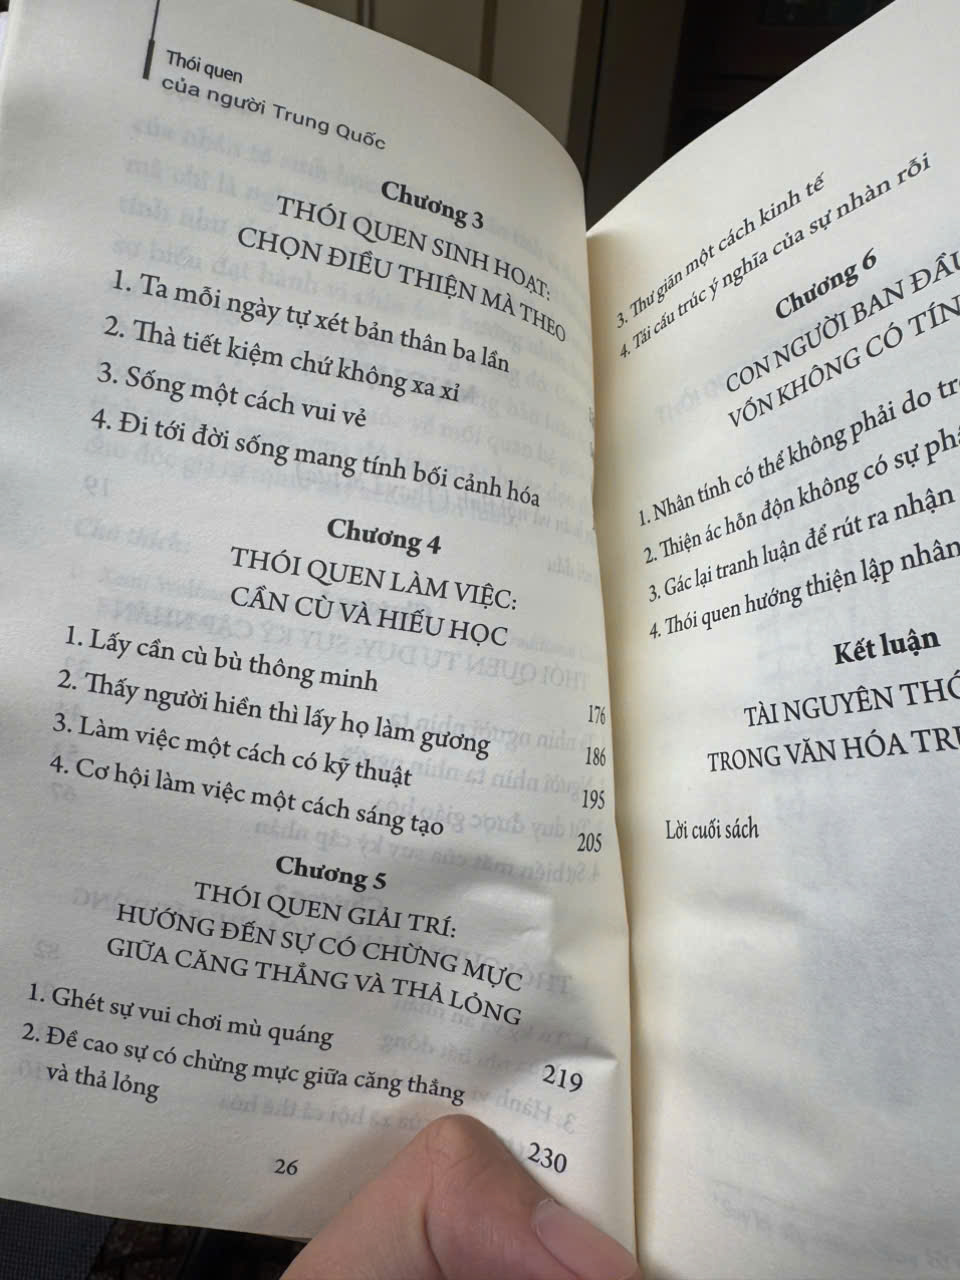 Thói quen
của người Trung Quốc
Chương 3
THÓI QUEN SINH HOẠT:
CHỌN ĐIỀU THIỆN MÀ THEO
1. Ta mỗi ngày tự xét bản thân ba lần
2. Thà tiết kiệm chứ không xa xỉ
3. Sống một cách vui vẻ
4. Đi tới đời sống mang tính bối cảnh hóa
Chương 4
THÓI QUEN LÀM VIỆC:
CẦN CÙ VÀ HIẾU HỌC
1. Lấy cần cù bù thông minh 176
2. Thấy người hiền thì lấy họ làm gương 186
3. Làm việc một cách có kỹ thuật 195
4. Cơ hội làm việc một cách sáng tạo 205
Chương 5
THÓI QUEN GIẢI TRÍ:
HƯỚNG ĐẾN SỰ CÓ CHỪNG MỰC
GIỮA CĂNG THẲNG VÀ THẢ LỎNG
1. Ghét sự vui chơi mù quáng 219
2. Đề cao sự có chừng mực giữa căng thẳng
và thả lỏng 230
26
3. Thư giãn một cách kinh tế
4. Tái cấu trúc ý nghĩa của sự nhàn rỗi
Chương 6
CON NGƯỜI BAN ĐẦU
VỐN KHÔNG CÓ
1. Nhân tính có thể không phải do
2. Thiện ác hỗn độn không có sự
3. Gác lại tranh luận để rút ra nhận
4. Thói quen hướng thiện lập nhân
Kết luận
TÀI NGUYÊN
TRONG VĂN HÓA
Lời cuối sách